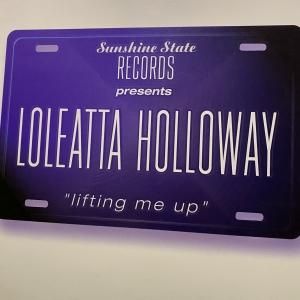 Sunshine State
RECORDS
presents
LOLEATTA HOLLOWAY
"lifting me up"